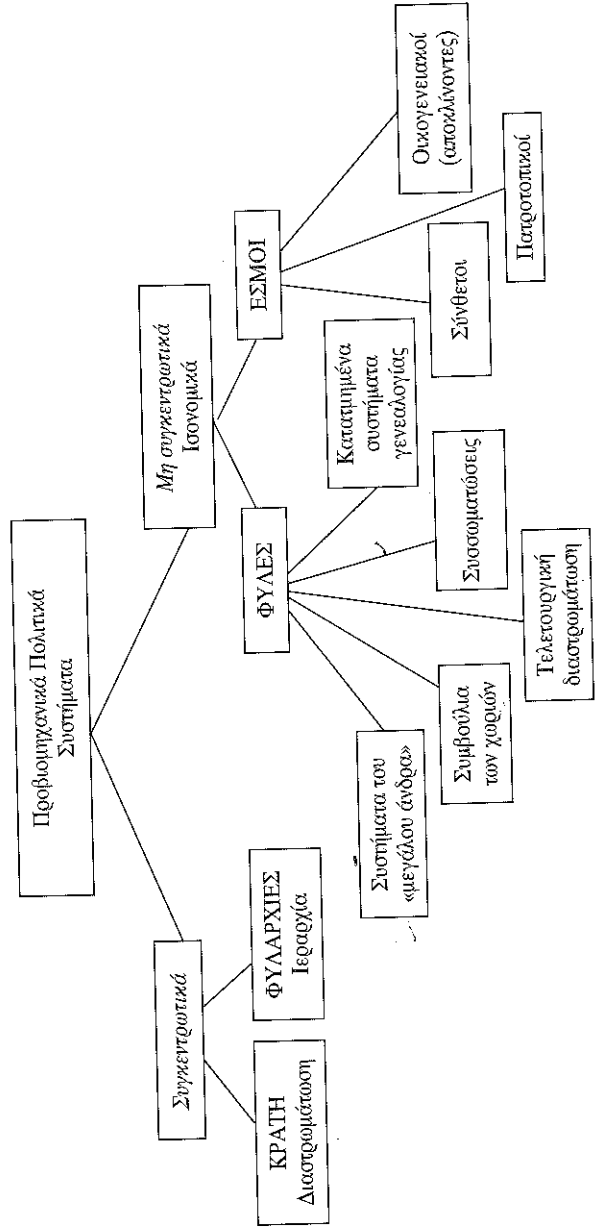 Προβιομηχανικά Πολιτικά
Συστήματα
Συγκεντρωτικά
Μη συγκεντρωτικά
Ισονομικά
ΚΡΑΤΗ
Διαστρωμάτωση
ΦΥΛΑΡΧΙΕΣ
Ιεραρχία
ΦΥΛΕΣ
ΕΣΜΟΙ
Συστήματα του
«μεγάλου άνδρα»
Συμβούλια
των χωριών
Τελετουργική
διαστρωμάτωση
Συσσωματώσεις
Κατατμημένα
συστήματα
γενεαλογίας
Σύνθετοι
Πατροτοπικοί
Οικογενειακοί
(αποκλίνοντες)